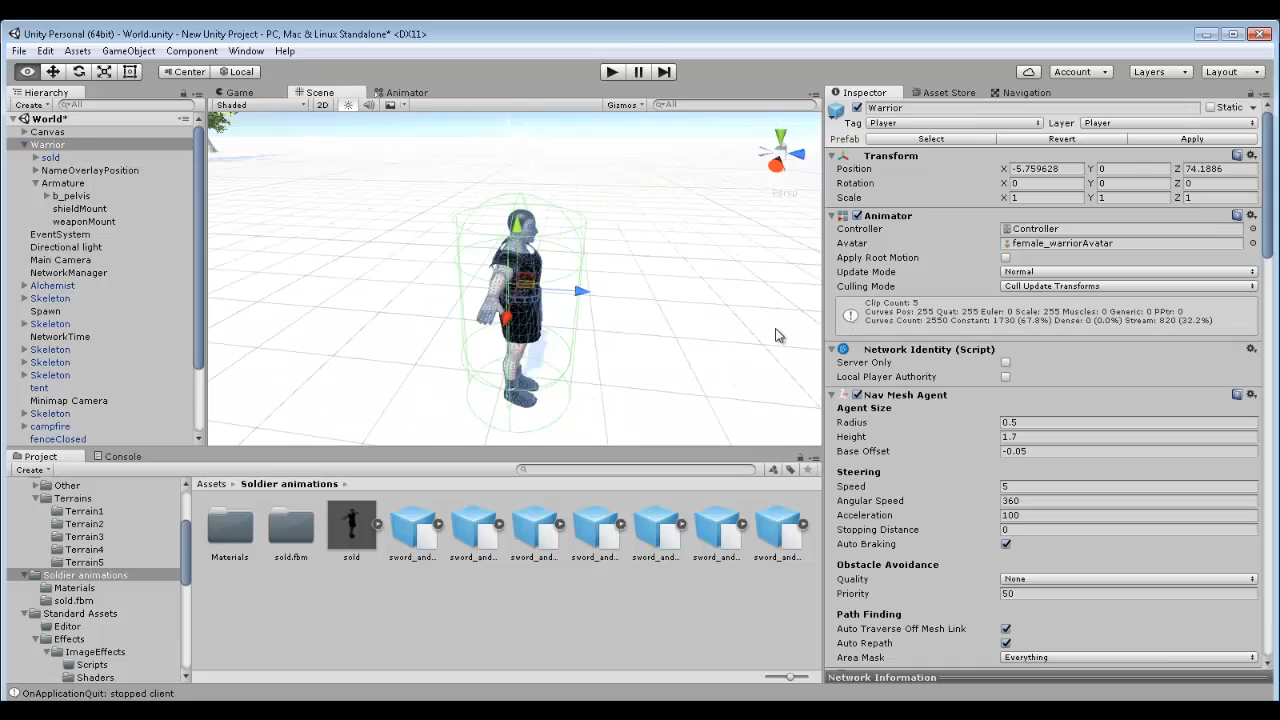 Unity Personal (64bit) - World.unity - New Unity Project - PC, Mac & Linux Standalone* <DX11>
File Edit Assets GameObject Component Window Help
Center Local Account Layers Layout
Hierarchy
Create All
World*
Canvas
Warrior
sold
NameOverlayPosition
Armature
b_pelvis
shieldMount
weaponMount
EventSystem
Directional light
Main Camera
NetworkManager
Alchemist
Skeleton
Spawn
Skeleton
NetworkTime
Skeleton
Skeleton
Skeleton
tent
Minimap Camera
Skeleton
campfire
fenceClosed
Game Scene Animator
Shaded 2D Gizmos All
Persp
Inspector Asset Store Navigation
Warrior Static
Tag Player Layer Player
Prefab Select Revert Apply
Transform
Position X -5.759628 Y 0 Z 74.1886
Rotation X 0 Y 0 Z 0
Scale X 1 Y 1 Z 1
Animator
Controller Controller
Avatar female_warriorAvatar
Apply Root Motion
Update Mode Normal
Culling Mode Cull Update Transforms
Clip Count: 5
Curves Pos: 255 Quat: 255 Euler: 0 Scale: 255 Muscles: 0 Generic: 0 PPtr: 0
Curves Count: 2550 Constant: 1730 (67.8%) Dense: 0 (0.0%) Stream: 820 (32.2%)
Network Identity (Script)
Server Only
Local Player Authority
Nav Mesh Agent
Agent Size
Radius 0.5
Height 1.7
Base Offset -0.05
Steering
Speed 5
Angular Speed 360
Acceleration 100
Stopping Distance 0
Auto Braking
Obstacle Avoidance
Quality None
Priority 50
Path Finding
Auto Traverse Off Mesh Link
Auto Repath
Area Mask Everything
Network Information
Project Console
Create
Other
Terrains
Terrain1
Terrain2
Terrain3
Terrain4
Terrain5
Soldier animations
Materials
sold.fbm
Standard Assets
Editor
Effects
ImageEffects
Scripts
Shaders
Assets Soldier animations
Materials sold.fbm sold sword_and... sword_and... sword_and... sword_and... sword_and... sword_and... sword_and...
OnApplicationQuit: stopped client